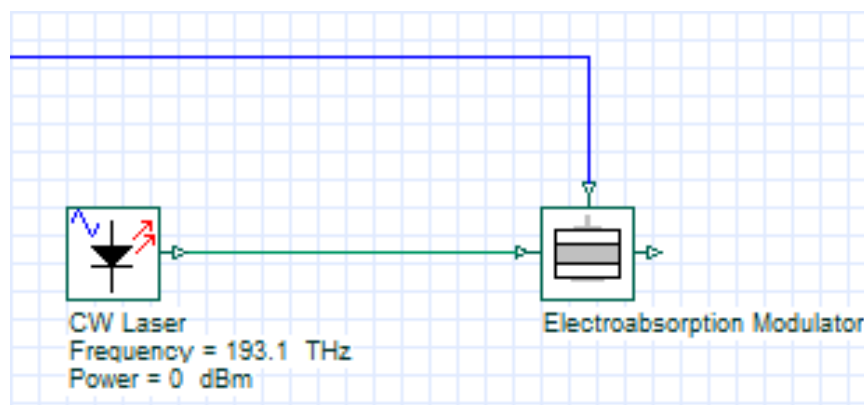 CW Laser
Frequency = 193.1 THz
Power = 0 dBm
Electroabsorption Modulator